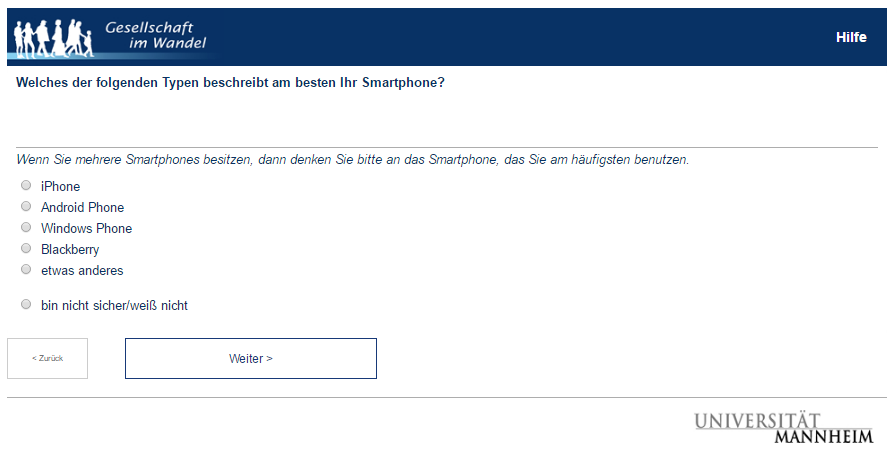 Gesellschaft
im Wandel
Hilfe
Welches der folgenden Typen beschreibt am besten Ihr Smartphone?
Wenn Sie mehrere Smartphones besitzen, dann denken Sie bitte an das Smartphone, das Sie am häufigsten benutzen.
iPhone
Android Phone
Windows Phone
Blackberry
etwas anderes
bin nicht sicher/weiß nicht
< Zurück
Weiter >
UNIVERSITÄT
MANNHEIM